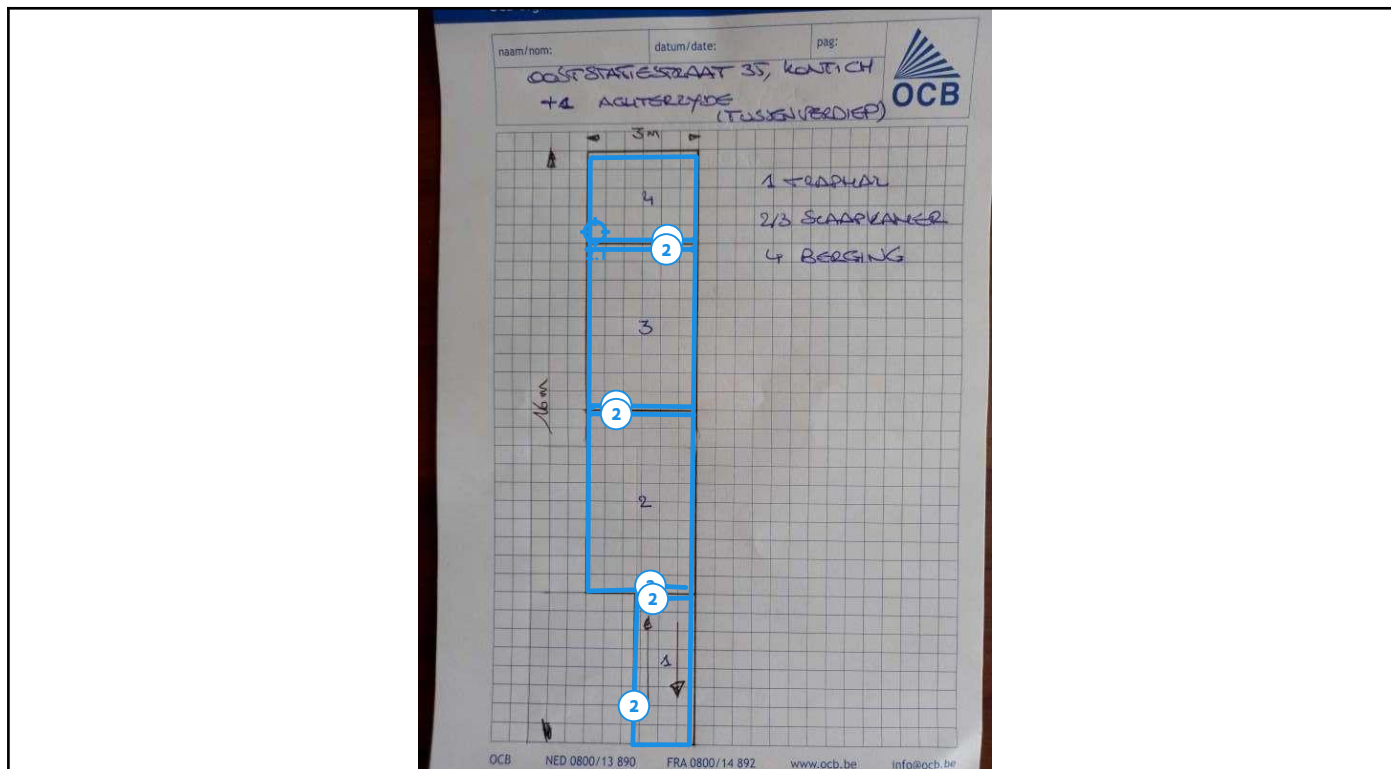 naam/nom:
datum/date:
pag:
OOSTSTATIESTRAAT 35, KONTICH
+1 ACHTERZYDE
(TUSSENVERDIEP)
OCB
3m
1 TRAPHAL
2/3 SLAAPKAMER
4 BERGING
4
2
3
16m
2
2
2
1
2
OCB NED 0800/13 890 FRA 0800/14 892 www.ocb.be info@ocb.be